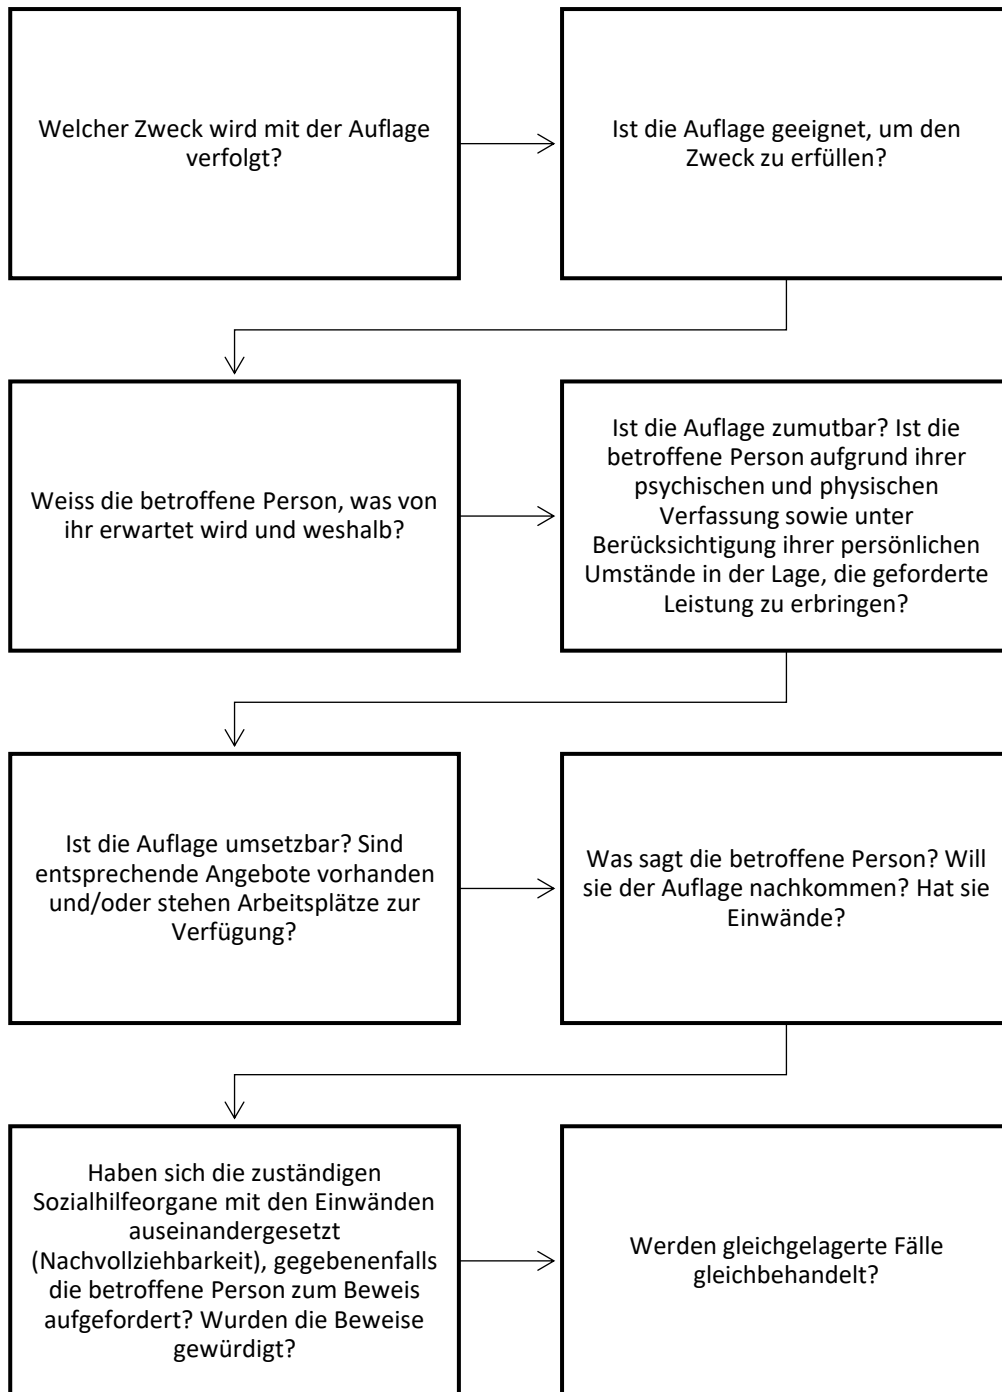 Welcher Zweck wird mit der Auflage
verfolgt?
Ist die Auflage geeignet, um den
Zweck zu erfüllen?
Weiss die betroffene Person, was von
ihr erwartet wird und weshalb?
Ist die Auflage zumutbar? Ist die
betroffene Person aufgrund ihrer
psychischen und physischen
Verfassung sowie unter
Berücksichtigung ihrer persönlichen
Umstände in der Lage, die geforderte
Leistung zu erbringen?
Ist die Auflage umsetzbar? Sind
entsprechende Angebote vorhanden
und/oder stehen Arbeitsplätze zur
Verfügung?
Was sagt die betroffene Person? Will
sie der Auflage nachkommen? Hat sie
Einwände?
Haben sich die zuständigen
Sozialhilfeorgane mit den Einwänden
auseinandergesetzt
(Nachvollziehbarkeit), gegebenenfalls
die betroffene Person zum Beweis
aufgefordert? Wurden die Beweise
gewürdigt?
Werden gleichgelagerte Fälle
gleichbehandelt?